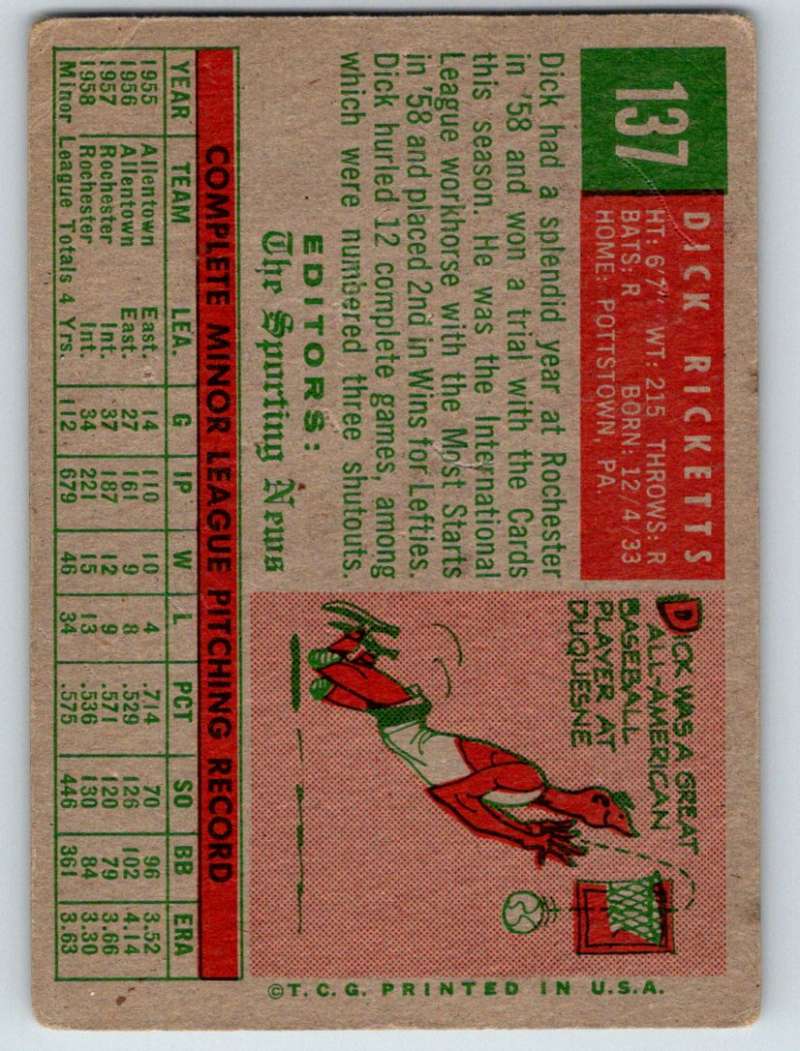 137
DICK RICKETTS
HT: 6'7" WT: 215 THROWS: R
BATS: R BORN: 12/4/33
HOME: POTTSTOWN, PA.
Dick had a splendid year at Rochester
in '58 and won a trial with the Cards
this season. He was the International
League workhorse with the Most Starts
in '58 and placed 2nd in Wins for Lefties.
Dick hurled 12 complete games, among
which were numbered three shutouts.
EDITORS:
The Sporting News
DICK WAS A GREAT
ALL-AMERICAN
BASEBALL
PLAYER AT
DUQUESNE
COMPLETE MINOR LEAGUE PITCHING RECORD
YEAR TEAM LEA. G IP W L PCT SO BB ERA
1955 Allentown East. 14 110 10 4 .714 70 96 3.52
1956 Allentown East. 27 161 9 8 .529 126 102 4.14
1957 Rochester Int. 37 187 12 9 .571 120 79 3.66
1958 Rochester Int. 34 221 15 13 .536 130 84 3.30
Minor League Totals 4 Yrs. 112 679 46 34 .575 446 361 3.63
©T.C.G. PRINTED IN U.S.A.